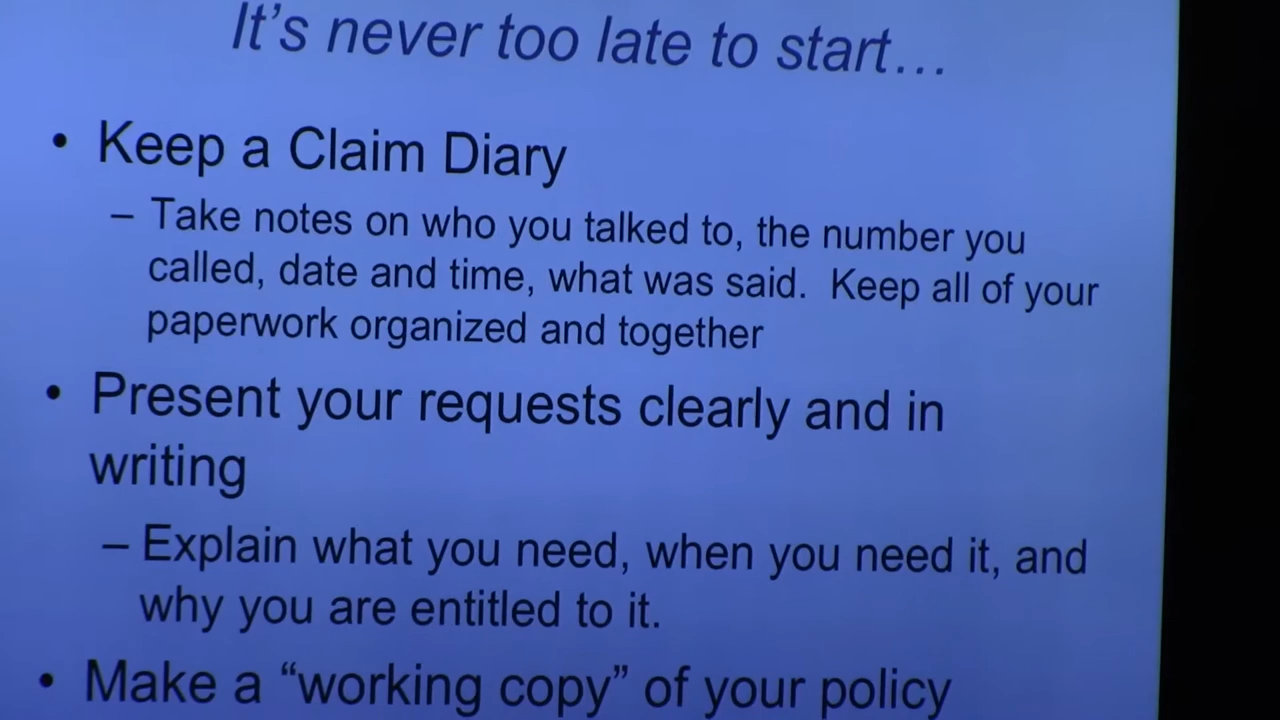 It’s never too late to start…
• Keep a Claim Diary
– Take notes on who you talked to, the number you
called, date and time, what was said.  Keep all of your
paperwork organized and together
• Present your requests clearly and in
writing
– Explain what you need, when you need it, and
why you are entitled to it.
• Make a “working copy” of your policy